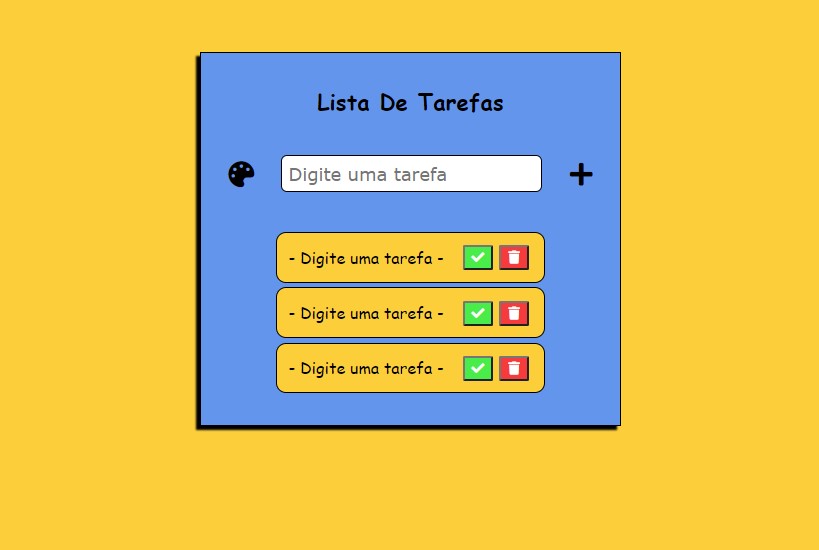 Lista De Tarefas
Digite uma tarefa
- Digite uma tarefa -
- Digite uma tarefa -
- Digite uma tarefa -